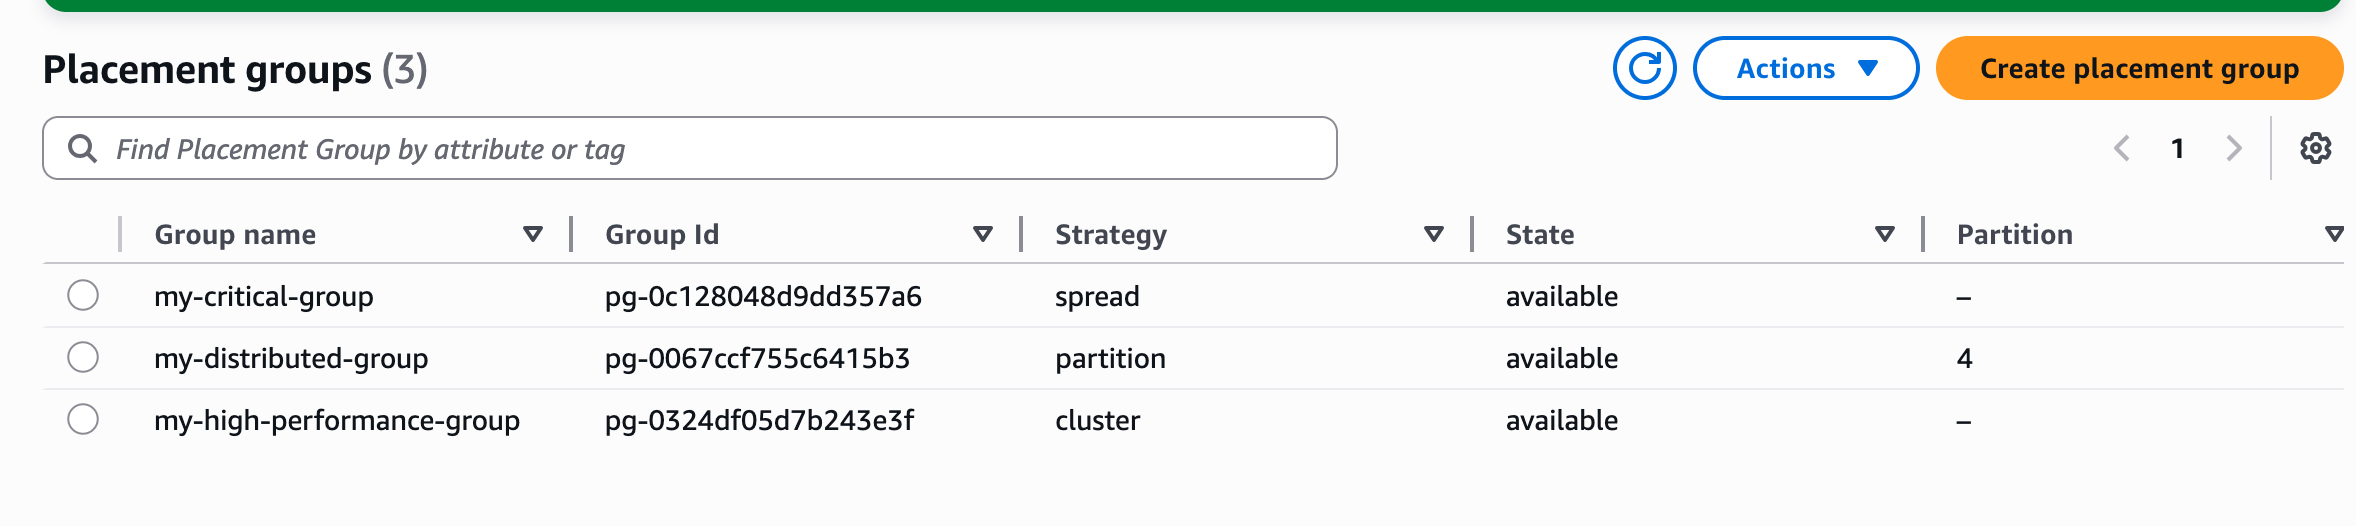 Placement groups (3)
Actions
Create placement group
Find Placement Group by attribute or tag
1
Group name Group Id Strategy State Partition
my-critical-group pg-0c128048d9dd357a6 spread available –
my-distributed-group pg-0067ccf755c6415b3 partition available 4
my-high-performance-group pg-0324df05d7b243e3f cluster available –